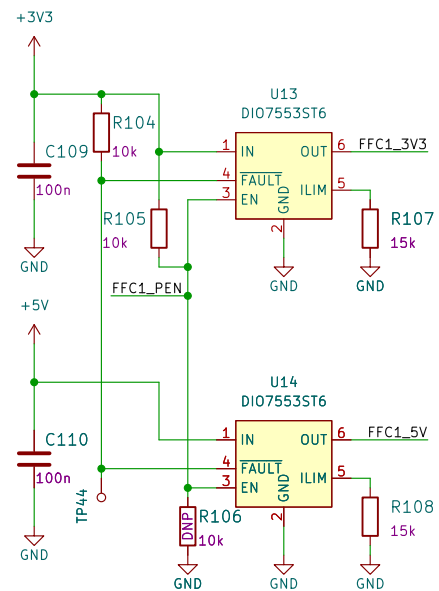 +3V3
U13
DIO7553ST6
R104
10k
C109
100n
1 IN OUT 6 FFC1_3V3
4 FAULT
3 EN ILIM 5
GND
2
R105
10k
R107
15k
GND
GND
GND
FFC1_PEN
+5V
U14
DIO7553ST6
C110
100n
1 IN OUT 6 FFC1_5V
4 FAULT
3 EN ILIM 5
GND
2
TP44
DNP
R106
10k
R108
15k
GND
GND
GND
GND